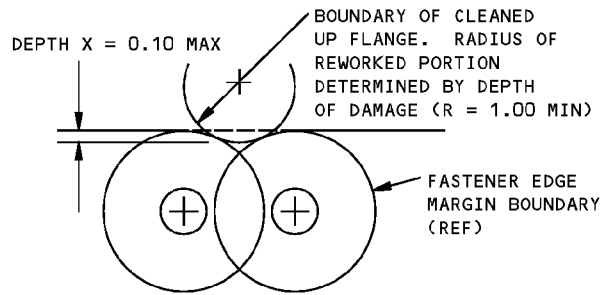 BOUNDARY OF CLEANED
UP FLANGE. RADIUS OF
REWORKED PORTION
DETERMINED BY DEPTH
OF DAMAGE (R = 1.00 MIN)
DEPTH X = 0.10 MAX
FASTENER EDGE
MARGIN BOUNDARY
(REF)